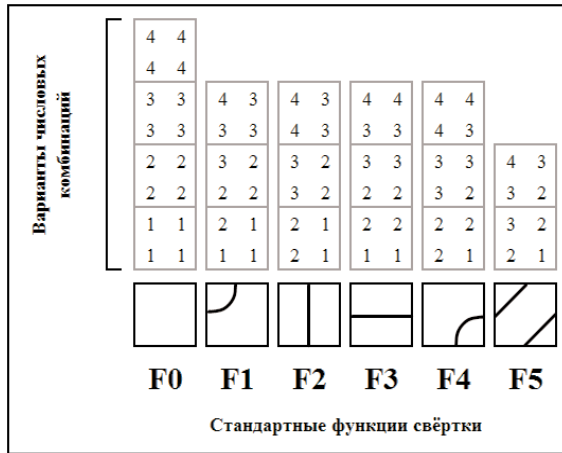 Варианты числовых
комбинаций
4 4
4 4
3 3 4 3 4 3 4 4 4 4
3 3 3 3 4 3 3 3 4 3
2 2 3 2 3 2 3 3 3 3 4 3
2 2 2 2 3 2 2 2 3 2 3 2
1 1 2 1 2 1 2 2 2 2 3 2
1 1 1 1 2 1 1 1 2 1 2 1
F0 F1 F2 F3 F4 F5
Стандартные функции свёртки